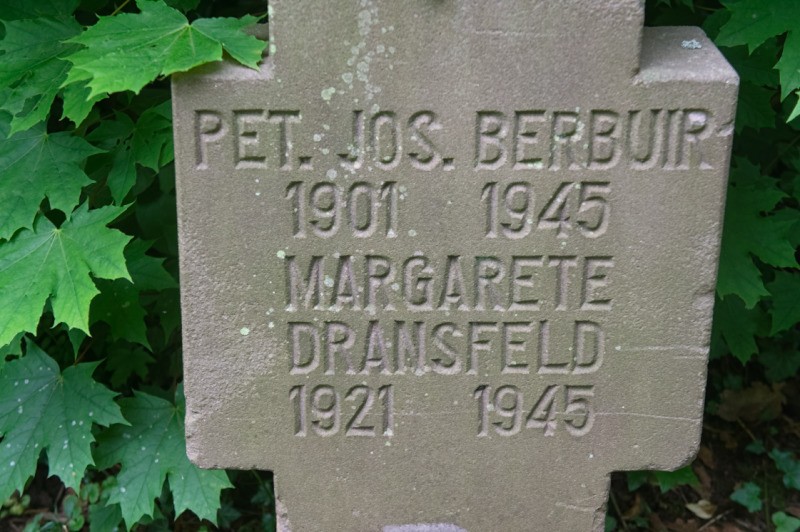 PET. JOS. BERBUIR
1901 1945
MARGARETE
DRANSFELD
1921 1945